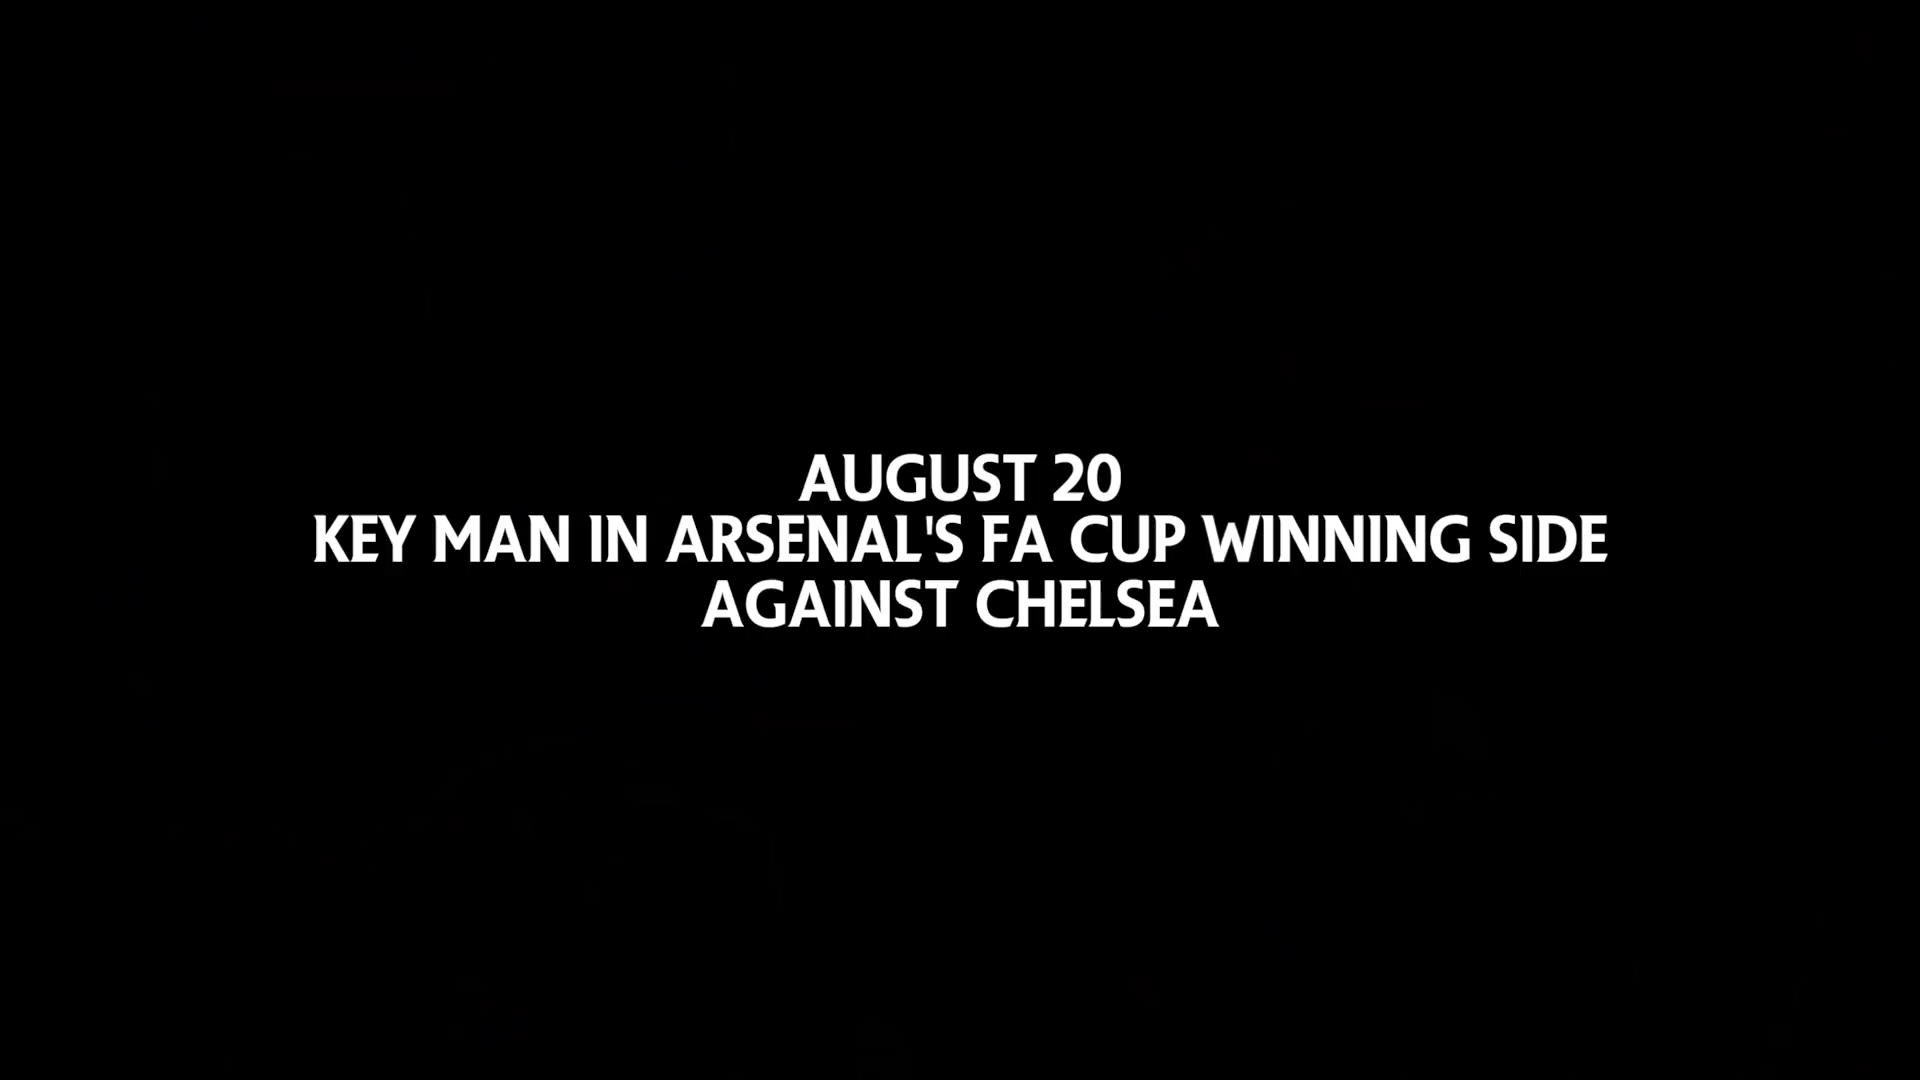 AUGUST 20
KEY MAN IN ARSENAL'S FA CUP WINNING SIDE
AGAINST CHELSEA